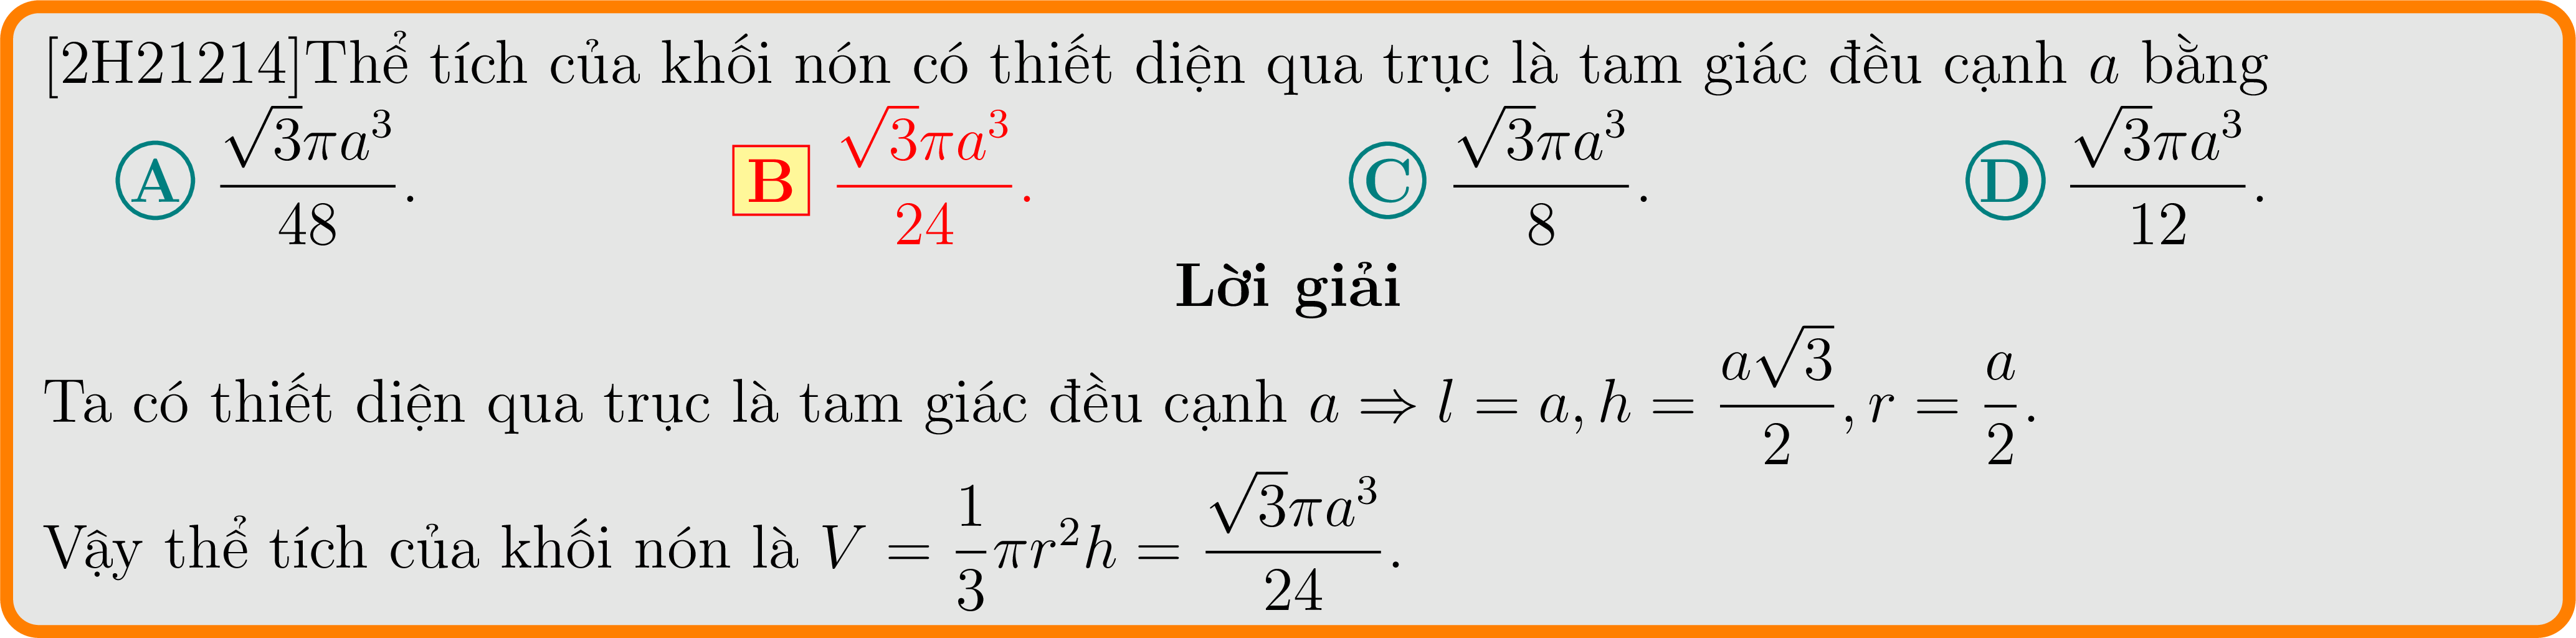 [2H21214]Thể tích của khối nón có thiết diện qua trục là tam giác đều cạnh a bằng
A $\frac{\sqrt{3}\pi a^3}{48}$. B $\frac{\sqrt{3}\pi a^3}{24}$. C $\frac{\sqrt{3}\pi a^3}{8}$. D $\frac{\sqrt{3}\pi a^3}{12}$.
Lời giải
Ta có thiết diện qua trục là tam giác đều cạnh $a \Rightarrow l = a, h = \frac{a\sqrt{3}}{2}, r = \frac{a}{2}$.
Vậy thể tích của khối nón là $V = \frac{1}{3}\pi r^2 h = \frac{\sqrt{3}\pi a^3}{24}$.